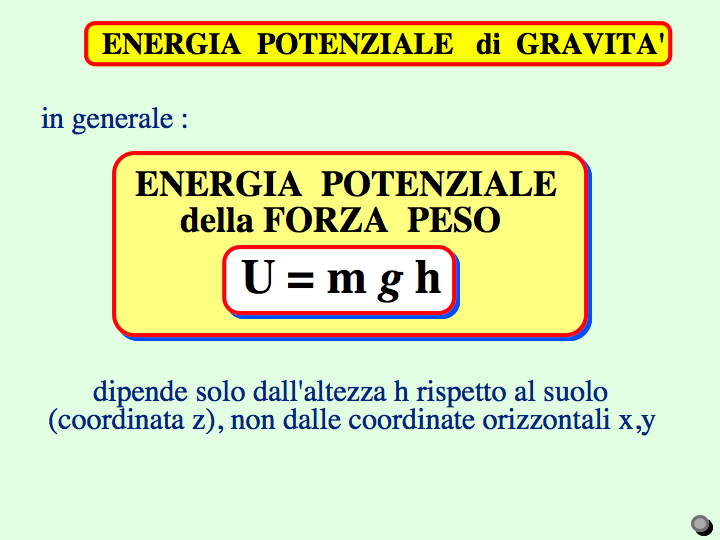 ENERGIA POTENZIALE di GRAVITA'
in generale :
ENERGIA POTENZIALE
della FORZA PESO
U = m g h
dipende solo dall'altezza h rispetto al suolo
(coordinata z), non dalle coordinate orizzontali x,y